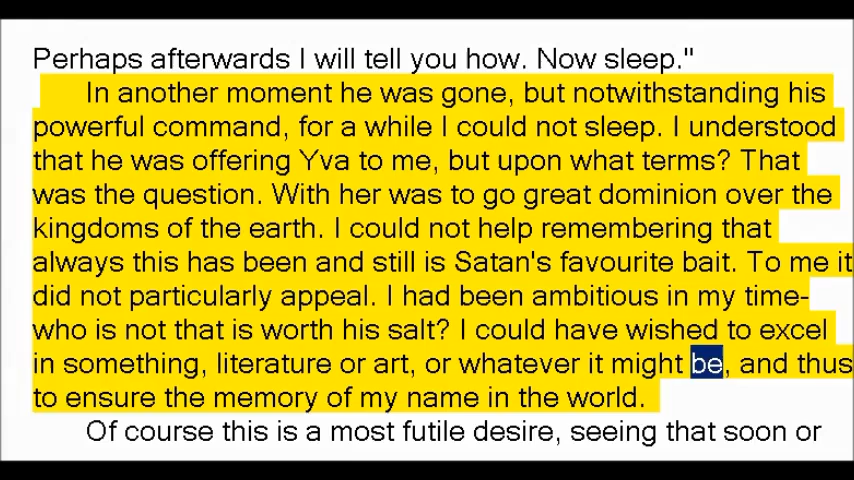 Perhaps afterwards I will tell you how. Now sleep."
In another moment he was gone, but notwithstanding his
powerful command, for a while I could not sleep. I understood
that he was offering Yva to me, but upon what terms? That
was the question. With her was to go great dominion over the
kingdoms of the earth. I could not help remembering that
always this has been and still is Satan's favourite bait. To me it
did not particularly appeal. I had been ambitious in my time-
who is not that is worth his salt? I could have wished to excel
in something, literature or art, or whatever it might be, and thus
to ensure the memory of my name in the world.
Of course this is a most futile desire, seeing that soon or